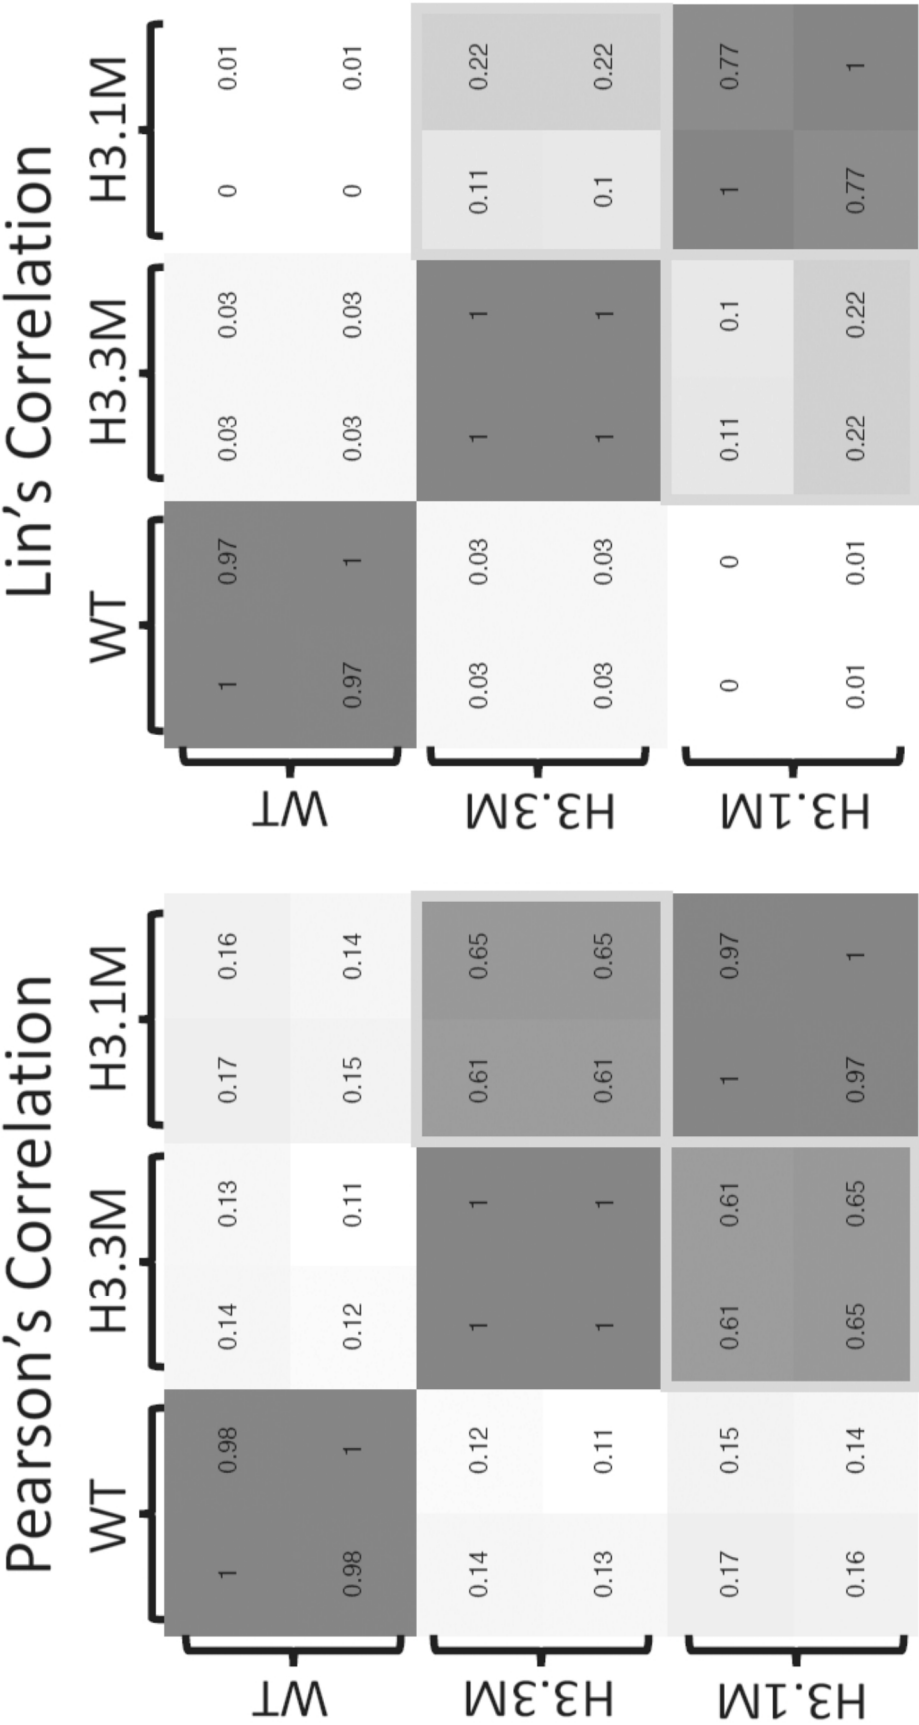 Pearson's Correlation
WT H3.3M H3.1M
WT
1 0.98 0.14 0.13 0.17 0.16
0.98 1 0.12 0.11 0.15 0.14
H3.3M
0.14 0.12 1 1 0.61 0.65
0.13 0.11 1 1 0.61 0.65
H3.1M
0.17 0.15 0.61 0.61 1 0.97
0.16 0.14 0.65 0.65 0.97 1
Lin's Correlation
WT H3.3M H3.1M
WT
1 0.97 0.03 0.03 0 0.01
0.97 1 0.03 0.03 0 0.01
H3.3M
0.03 0.03 1 1 0.11 0.22
0.03 0.03 1 1 0.1 0.22
H3.1M
0 0 0.11 0.1 1 0.77
0.01 0.01 0.22 0.22 0.77 1